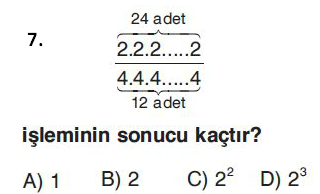 24 adet
7. 2.2.2.....2
4.4.4.....4
12 adet
işleminin sonucu kaçtır?
A) 1 B) 2 C) 2² D) 2³